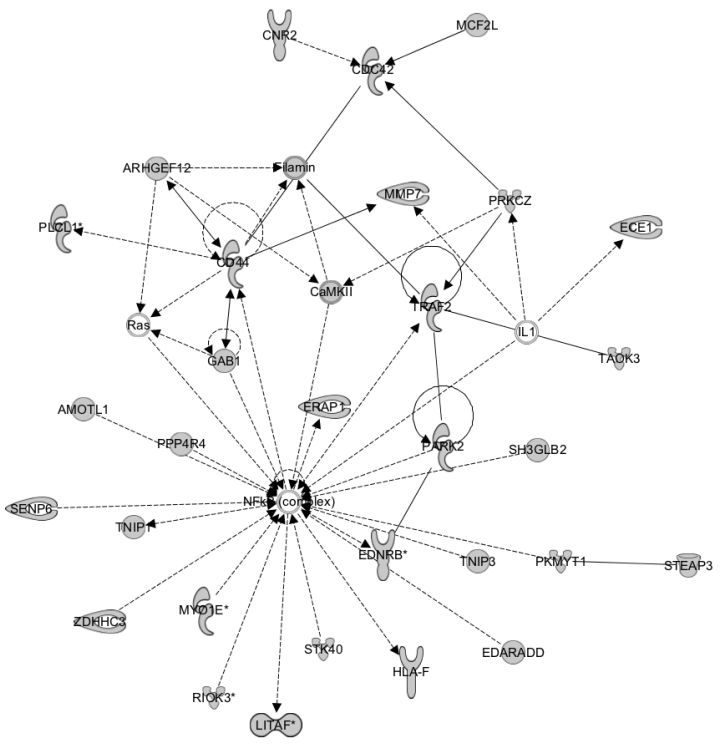 MCF2L
CNR2
CDC42
ARHGEF12
Filamin
MMP7
PRKCZ
PLCL1*
ECE1
CD44
CaMKII
TRAF2
Ras
IL1
GAB1
TAOK3
AMOTL1
ERAP1
PPP4R4
PARK2
SH3GLB2
SENP6
NFkB (complex)
TNIP1
EDNRB*
TNIP3
PKMYT1
STEAP3
ZDHHC3
MYO1E*
STK40
EDARADD
HLA-F
RIOK3*
LITAF*